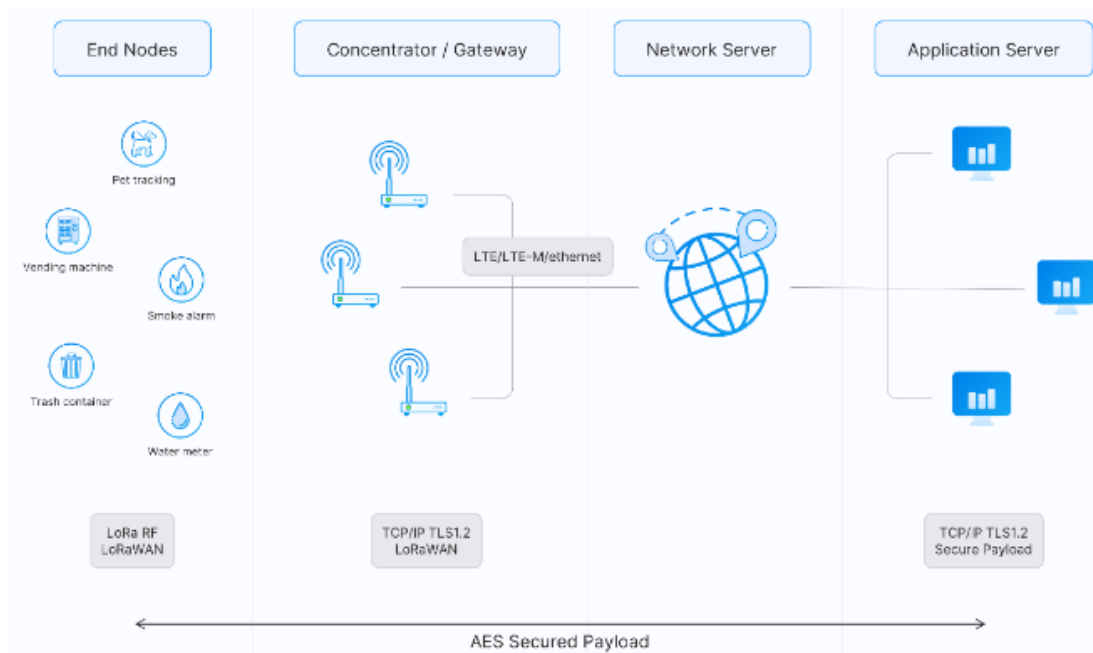 End Nodes
Concentrator / Gateway
Network Server
Application Server
Pet tracking
Vending machine
Smoke alarm
Trash container
Water meter
LTE/LTE-M/ethernet
LoRa RF
LoRaWAN
TCP/IP TLS1.2
LoRaWAN
TCP/IP TLS1.2
Secure Payload
AES Secured Payload